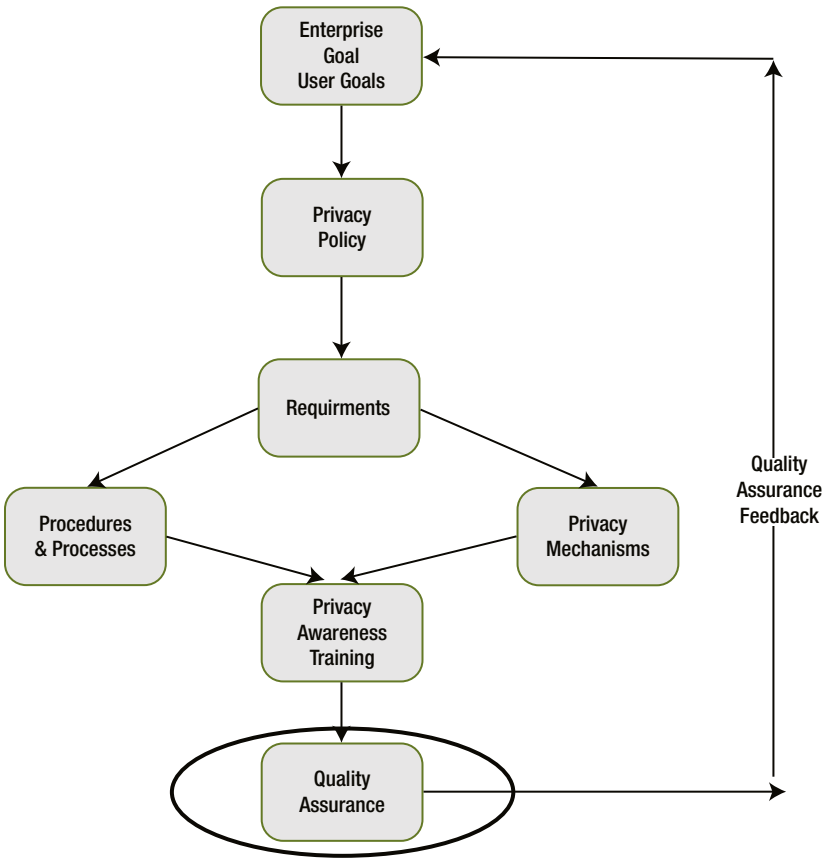 Enterprise
Goal
User Goals
Privacy
Policy
Requirments
Procedures
& Processes
Privacy
Mechanisms
Quality
Assurance
Feedback
Privacy
Awareness
Training
Quality
Assurance